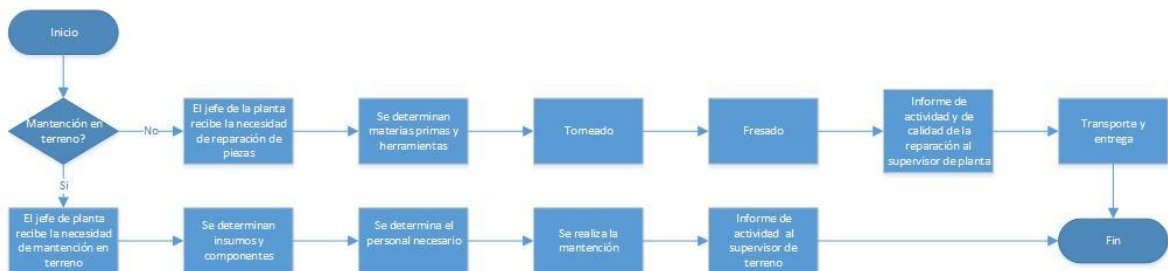 Inicio
Mantención en
terreno?
No
El jefe de la planta
recibe la necesidad
de reparación de
piezas
Se determinan
materias primas y
herramientas
Torneado
Fresado
Informe de
actividad y de
calidad de la
reparación al
supervisor de planta
Transporte y
entrega
Si
El jefe de planta
recibe la necesidad
de mantención en
terreno
Se determinan
insumos y
componentes
Se determina el
personal necesario
Se realiza la
mantención
Informe de
actividad al
supervisor de
terreno
Fin